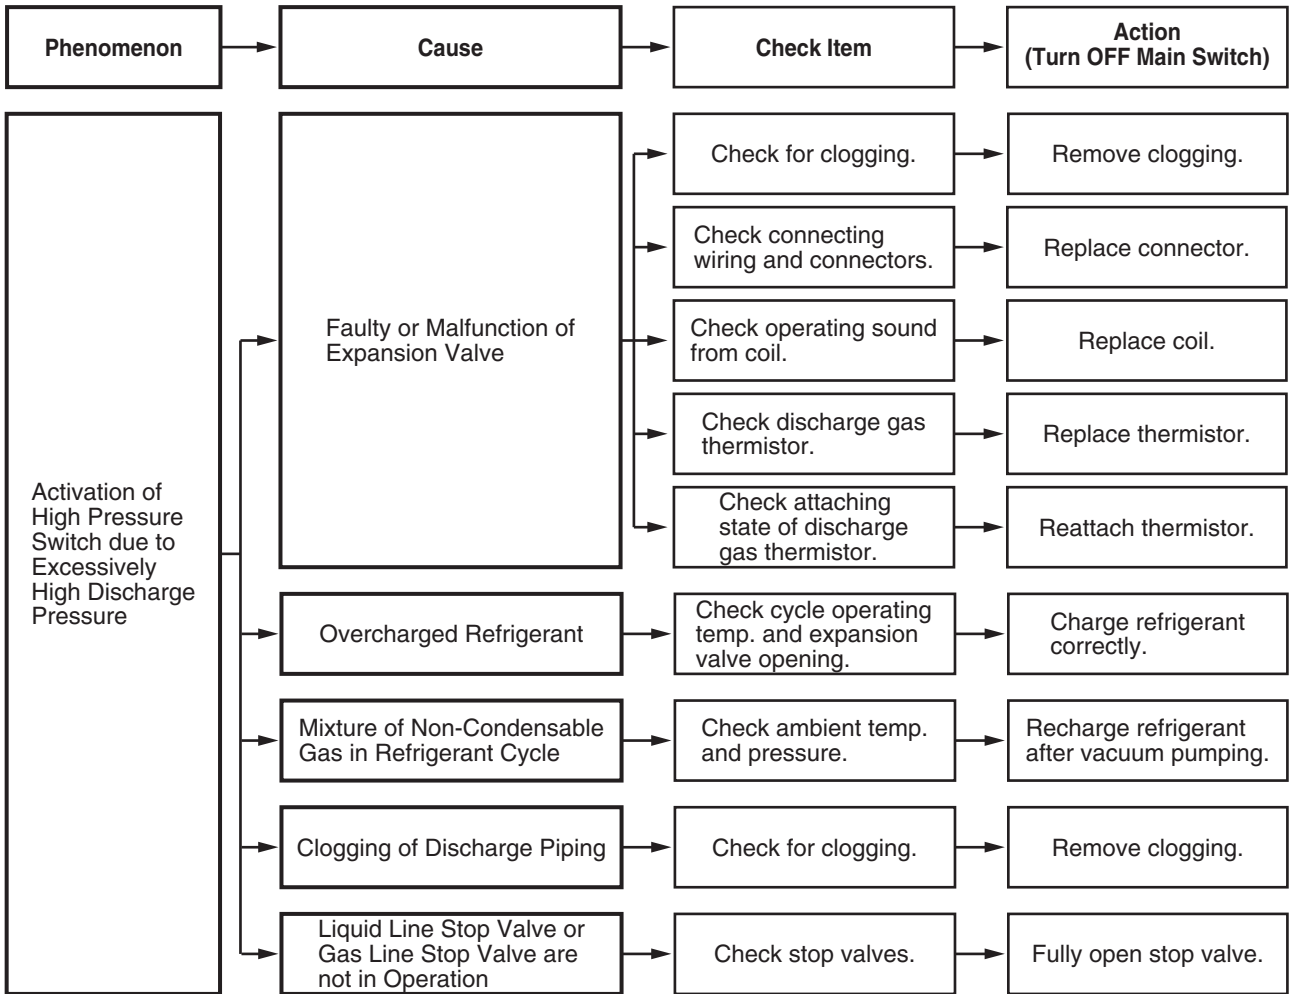 Phenomenon
Cause
Check Item
Action
(Turn OFF Main Switch)
Activation of
High Pressure
Switch due to
Excessively
High Discharge
Pressure
Faulty or Malfunction of
Expansion Valve
Check for clogging.
Remove clogging.
Check connecting
wiring and connectors.
Replace connector.
Check operating sound
from coil.
Replace coil.
Check discharge gas
thermistor.
Replace thermistor.
Check attaching
state of discharge
gas thermistor.
Reattach thermistor.
Overcharged Refrigerant
Check cycle operating
temp. and expansion
valve opening.
Charge refrigerant
correctly.
Mixture of Non-Condensable
Gas in Refrigerant Cycle
Check ambient temp.
and pressure.
Recharge refrigerant
after vacuum pumping.
Clogging of Discharge Piping
Check for clogging.
Remove clogging.
Liquid Line Stop Valve or
Gas Line Stop Valve are
not in Operation
Check stop valves.
Fully open stop valve.